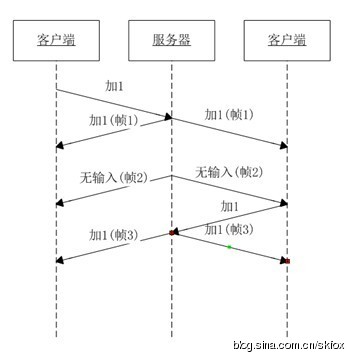 客户端
服务器
客户端
加1
加1(帧1)
加1(帧1)
无输入(帧2)
无输入(帧2)
加1
加1(帧3)
加1(帧3)
blog.sina.com.cn/skfox